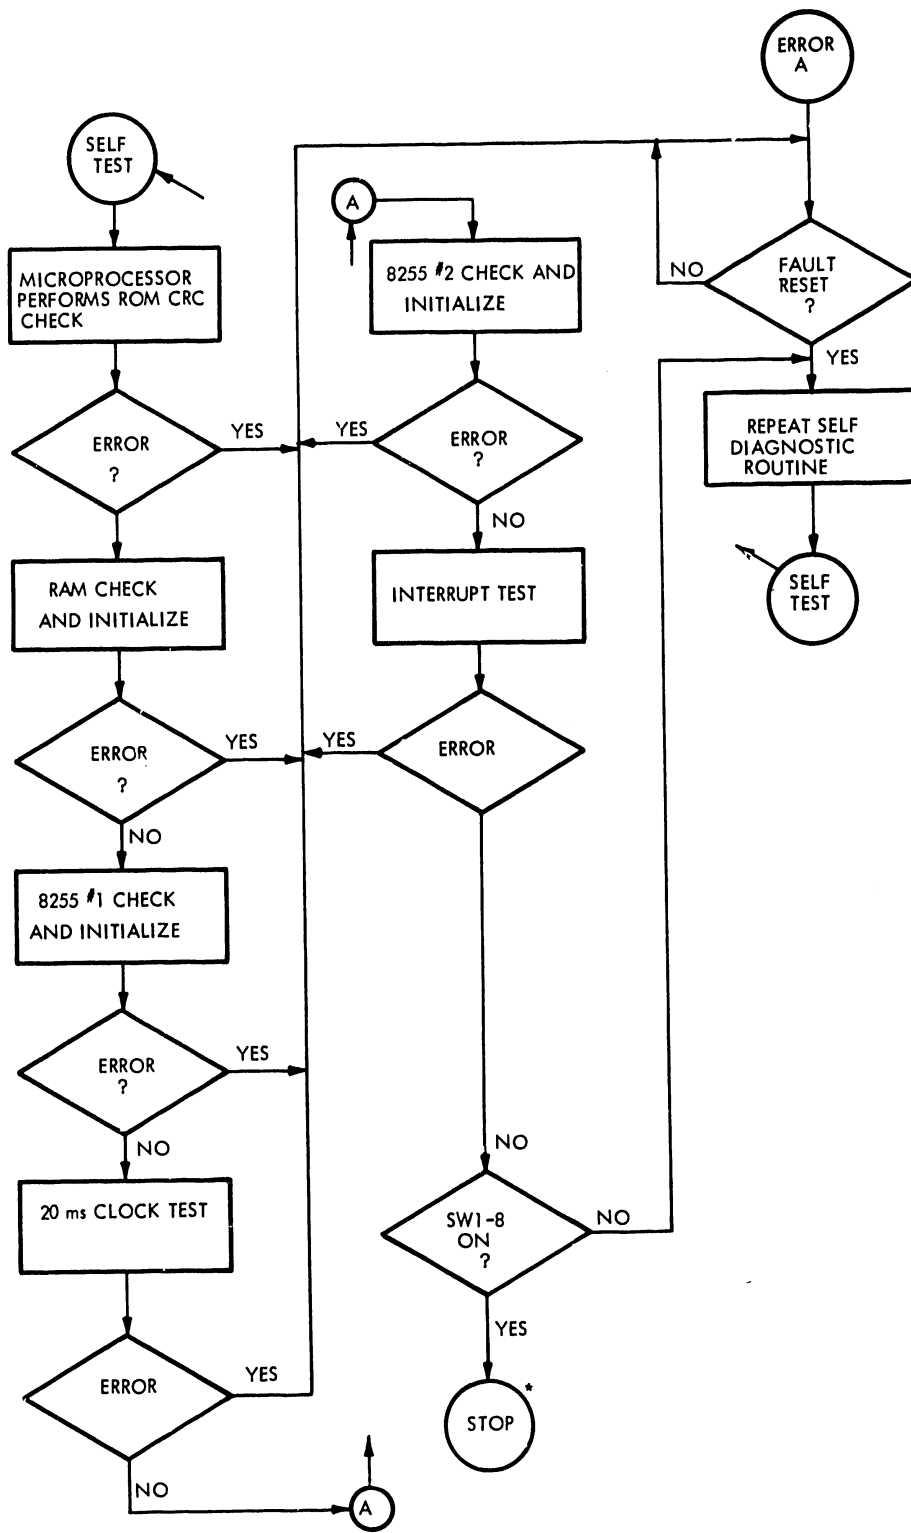 SELF
TEST
MICROPROCESSOR
PERFORMS ROM CRC
CHECK
ERROR
?
YES
RAM CHECK
AND INITIALIZE
ERROR
?
YES
NO
8255 #1 CHECK
AND INITIALIZE
ERROR
?
YES
NO
20 ms CLOCK TEST
ERROR
YES
NO
A
A
8255 #2 CHECK AND
INITIALIZE
YES
ERROR
?
NO
INTERRUPT TEST
YES
ERROR
NO
SW1-8
ON
?
NO
YES
STOP
*
ERROR
A
FAULT
RESET
?
NO
YES
REPEAT SELF
DIAGNOSTIC
ROUTINE
SELF
TEST